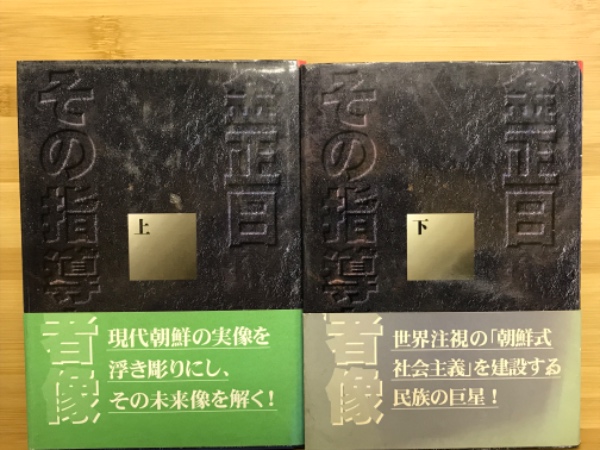 金正日
その指導者像
上
現代朝鮮の実像を
浮き彫りにし、
その未来像を解く!
金正日
その指導者像
下
世界注視の「朝鮮式
社会主義」を建設する
民族の巨星!